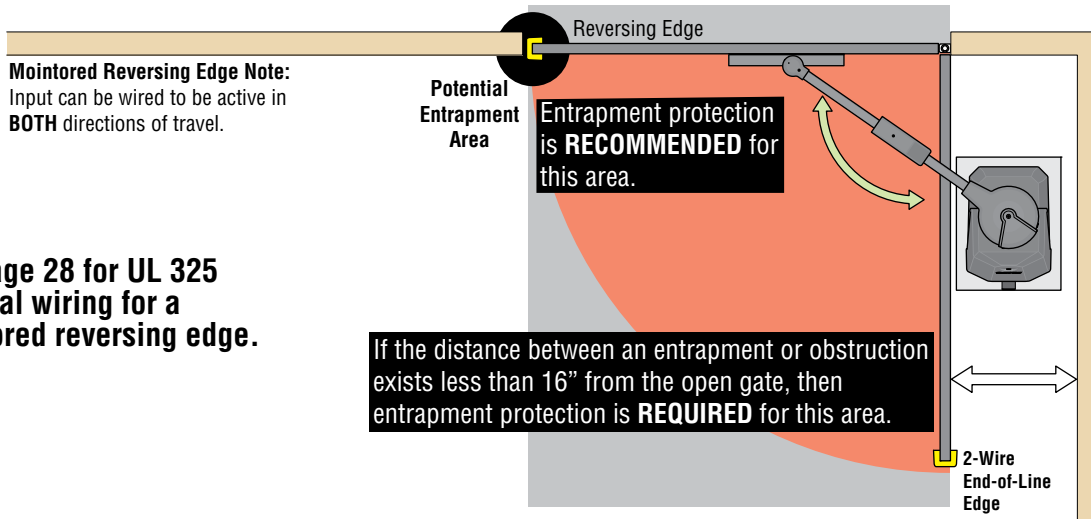 Reversing Edge
Mointored Reversing Edge Note:
Input can be wired to be active in
BOTH directions of travel.
Potential
Entrapment
Area
Entrapment protection
is RECOMMENDED for
this area.
28 for UL 325
wiring for a
reversing edge.
If the distance between an entrapment or obstruction
exists less than 16” from the open gate, then
entrapment protection is REQUIRED for this area.
2-Wire
End-of-Line
Edge